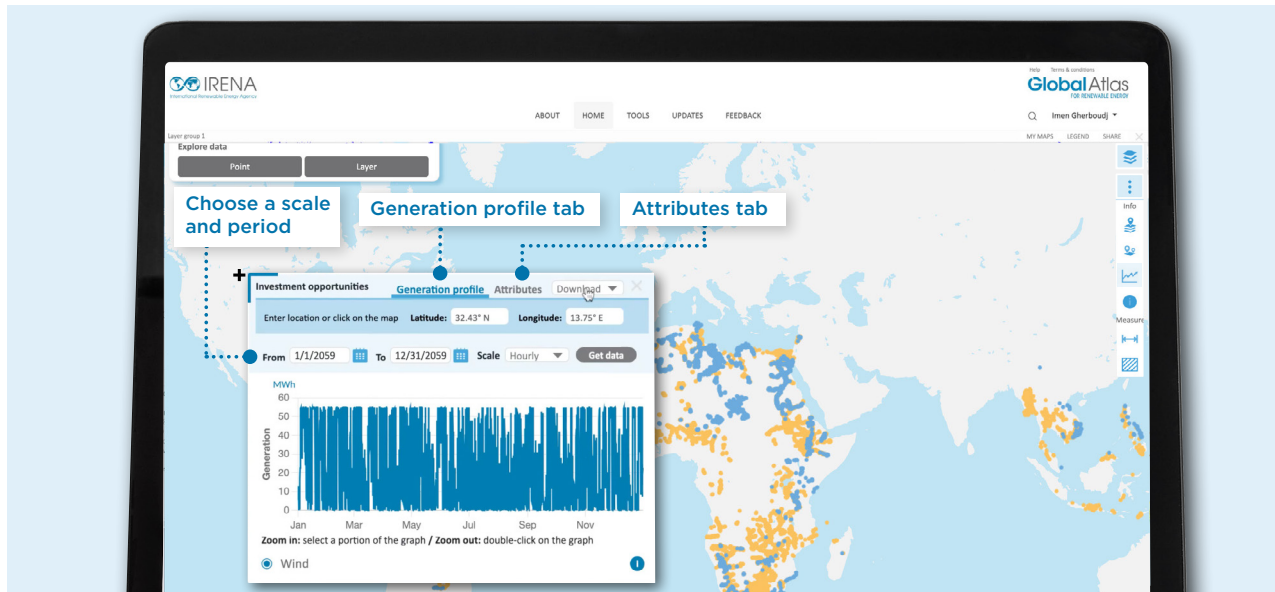 IRENA
International Renewable Energy Agency
Help Terms & conditions
Global Atlas
FOR RENEWABLE ENERGY
ABOUT HOME TOOLS UPDATES FEEDBACK
Imen Gherboudj
Layer group 1
MY MAPS LEGEND SHARE
Explore data
Point Layer
Choose a scale
and period
Generation profile tab
Attributes tab
Info
Measure
Investment opportunities Generation profile Attributes Download
Enter location or click on the map Latitude: 32.43° N Longitude: 13.75° E
From 1/1/2059 To 12/31/2059 Scale Hourly Get data
MWh
60
50
40
30
20
10
0
Generation
Jan Mar May Jul Sep Nov
Zoom in: select a portion of the graph / Zoom out: double-click on the graph
Wind